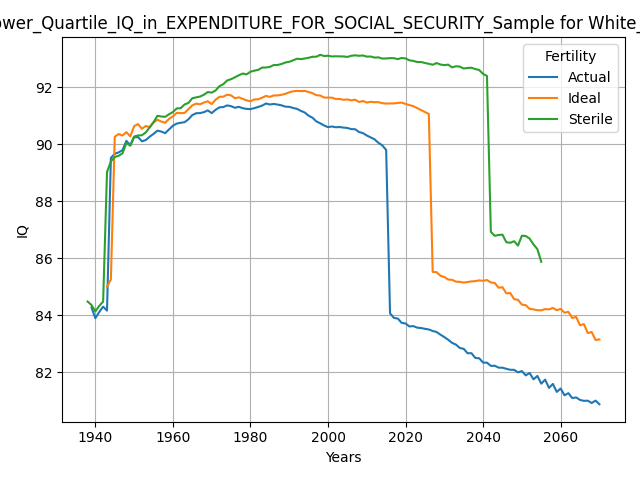 ower_Quartile_IQ_in_EXPENDITURE_FOR_SOCIAL_SECURITY_Sample for White_
Fertility
Actual
Ideal
Sterile
92
90
88
86
84
82
IQ
1940
1960
1980
2000
2020
2040
2060
Years